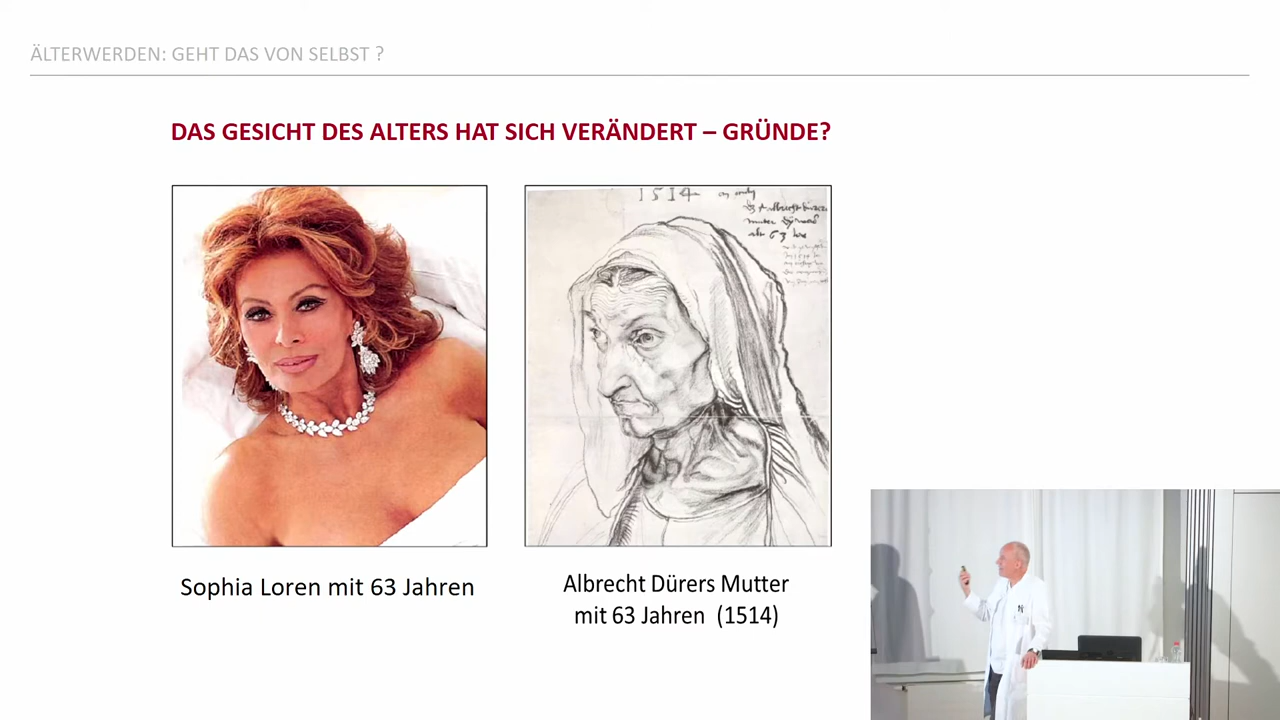 ÄLTERWERDEN: GEHT DAS VON SELBST ?
DAS GESICHT DES ALTERS HAT SICH VERÄNDERT – GRÜNDE?
1514
Sophia Loren mit 63 Jahren
Albrecht Dürers Mutter
mit 63 Jahren (1514)